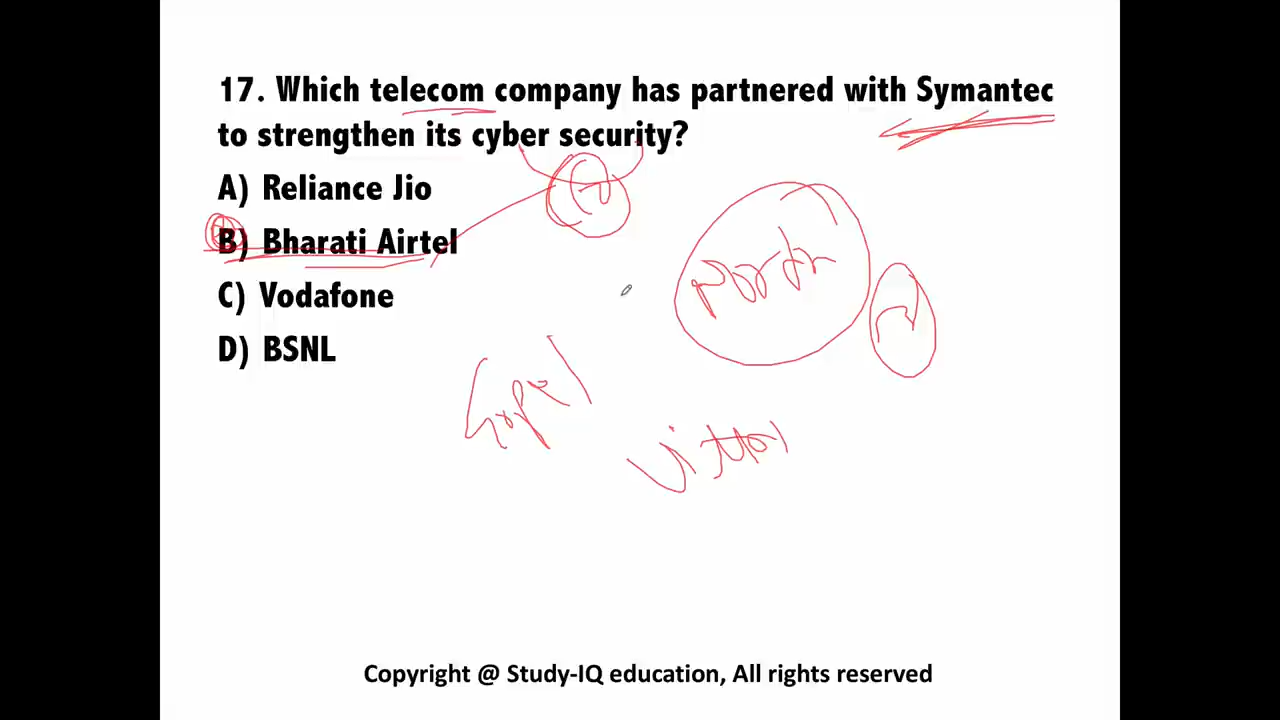 17. Which telecom company has partnered with Symantec
to strengthen its cyber security?
A) Reliance Jio
B) Bharati Airtel
C) Vodafone
D) BSNL
Copyright @ Study-IQ education, All rights reserved